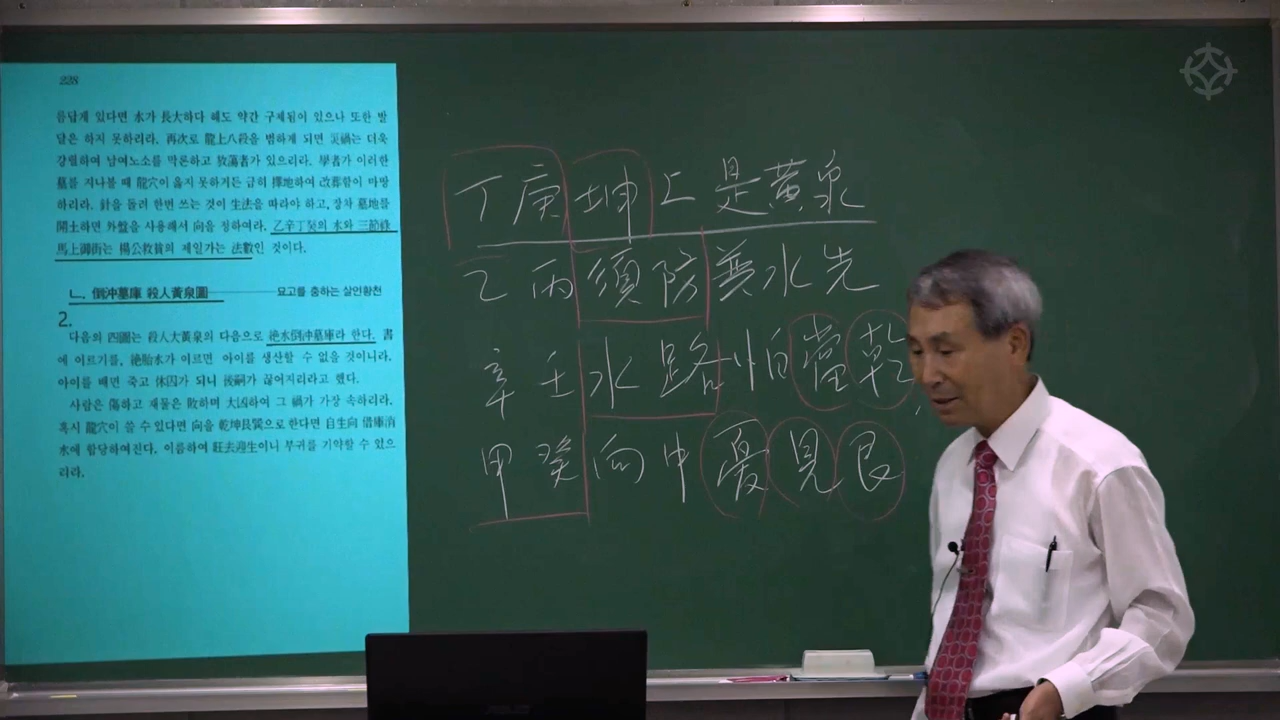 228
름답게 있다면 水가 長大하다 해도 약간 구제됨이 있으나 또한 발
달은 하지 못하리라. 再次로 龍上八殺을 범하게 되면 災禍는 더욱
강렬하여 남여노소를 막론하고 放蕩者가 있으리라. 學者가 이러한
墓를 지나볼 때 龍穴이 옳지 못하거든 급히 擇地하여 改葬함이 마땅
하리라. 針을 돌려 한번 쓰는 것이 生法을 따라야 하고, 장차 墓地를
開土하면 外盤을 사용해서 向을 정하여라. 乙辛丁癸의 水와 三節祿
馬上御街는 楊公救貧의 제일가는 法數인 것이다.
ㄴ. 倒沖墓庫 殺人黃泉圖 묘고를 충하는 살인황천
2.
다음의 四圖는 殺人大黃泉의 다음으로 絶水倒沖墓庫라 한다. 書
에 이르기를, 絶胎水가 이르면 아이를 생산할 수 없을 것이니라.
아이를 배면 죽고 休囚가 되니 後嗣가 끊어지리라고 했다.
사람은 傷하고 재물은 敗하며 大凶하여 그 禍가 가장 속하리라.
혹시 龍穴이 쓸 수 있다면 向을 乾坤艮巽으로 한다면 自生向 借庫消
水에 합당하여진다. 이름하여 旺去迎生이니 부귀를 기약할 수 있으
리라.
丁庚坤上是黃泉
乙丙須防巽水先
辛壬水路怕當乾
甲癸向中憂見艮